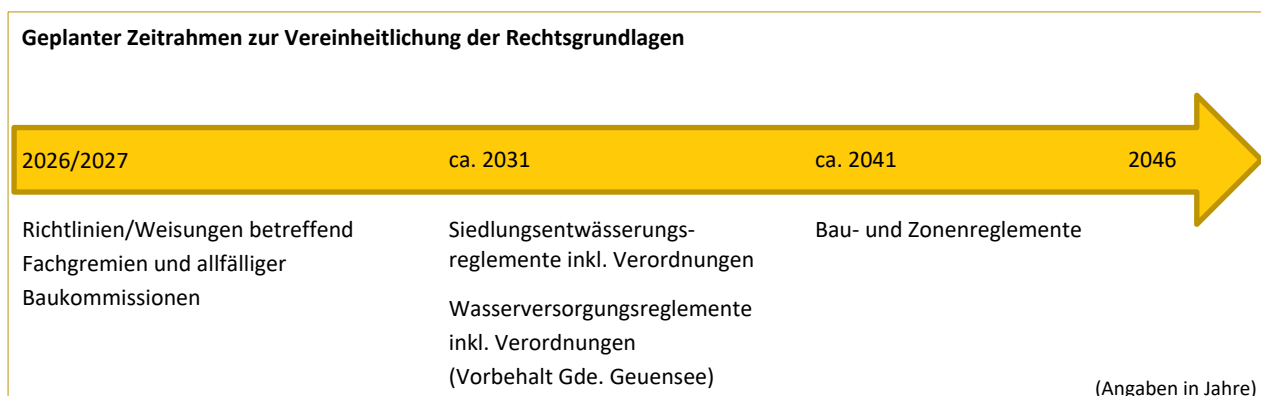 Geplanter Zeitrahmen zur Vereinheitlichung der Rechtsgrundlagen
2026/2027
ca. 2031
ca. 2041
2046
Richtlinien/Weisungen betreffend
Fachgremien und allfälliger
Baukommissionen
Siedlungsentwässerungs-
reglemente inkl. Verordnungen
Wasserversorgungsreglemente
inkl. Verordnungen
(Vorbehalt Gde. Geuensee)
Bau- und Zonenreglemente
(Angaben in Jahre)